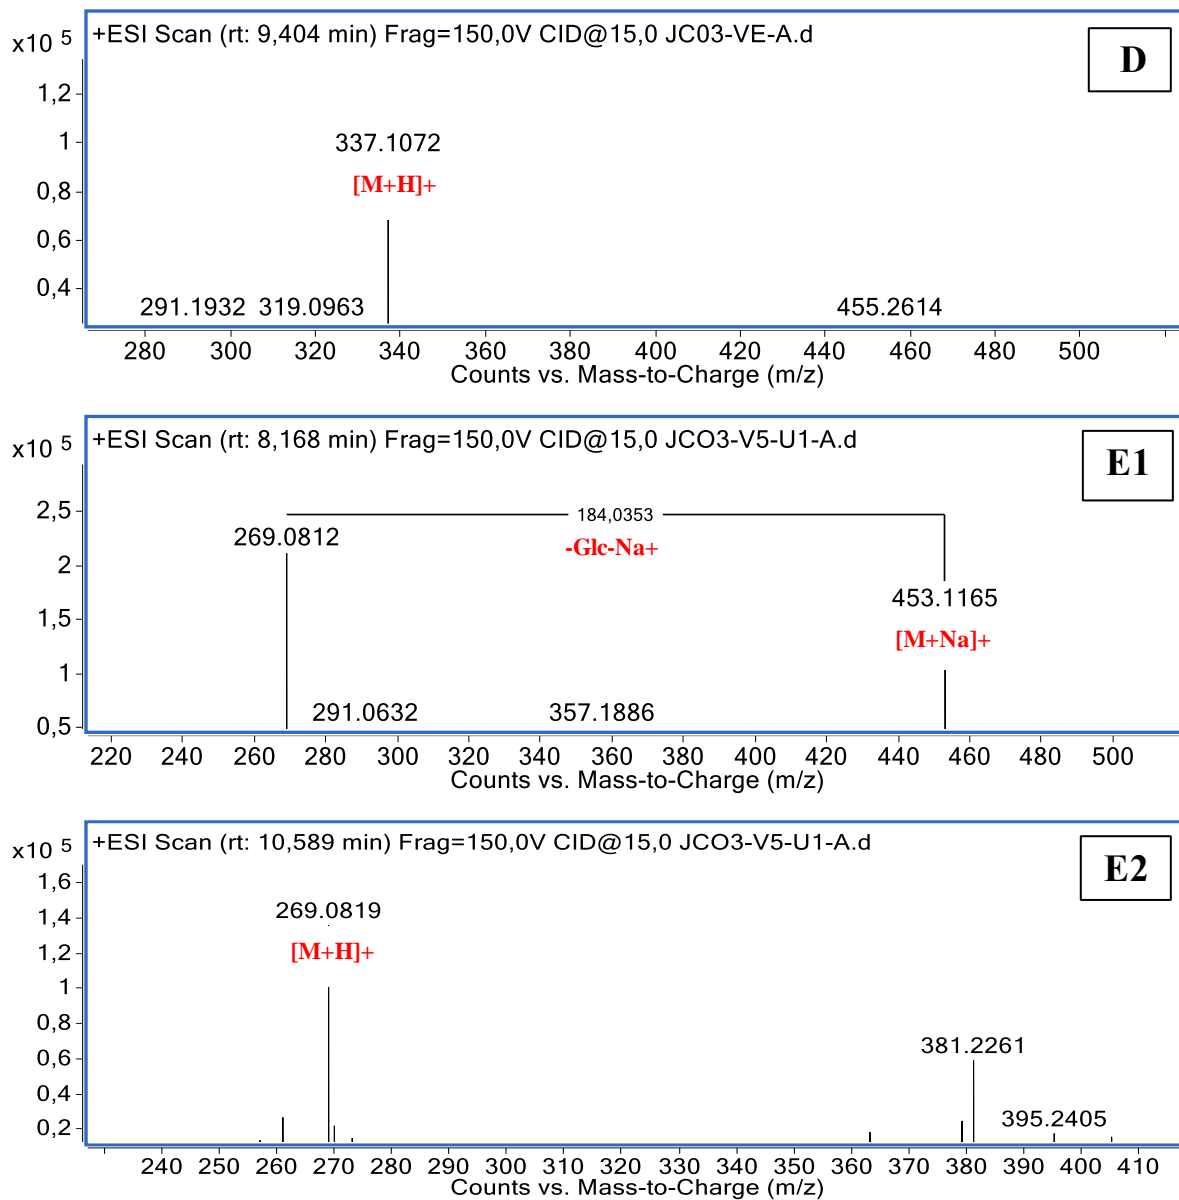 +ESI Scan (rt: 9,404 min) Frag=150,0V CID@15,0 JC03-VE-A.d
D
x10 5
1,2
1
0,8
0,6
0,4
337.1072
[M+H]+
291.1932 319.0963 455.2614
280 300 320 340 360 380 400 420 440 460 480 500
Counts vs. Mass-to-Charge (m/z)
+ESI Scan (rt: 8,168 min) Frag=150,0V CID@15,0 JCO3-V5-U1-A.d
E1
x10 5
2,5
2
1,5
1
0,5
184,0353
269.0812
-Glc-Na+
453.1165
[M+Na]+
291.0632 357.1886
220 240 260 280 300 320 340 360 380 400 420 440 460 480 500
Counts vs. Mass-to-Charge (m/z)
+ESI Scan (rt: 10,589 min) Frag=150,0V CID@15,0 JCO3-V5-U1-A.d
E2
x10 5
1,6
1,4
1,2
1
0,8
0,6
0,4
0,2
269.0819
[M+H]+
381.2261
395.2405
240 250 260 270 280 290 300 310 320 330 340 350 360 370 380 390 400 410
Counts vs. Mass-to-Charge (m/z)